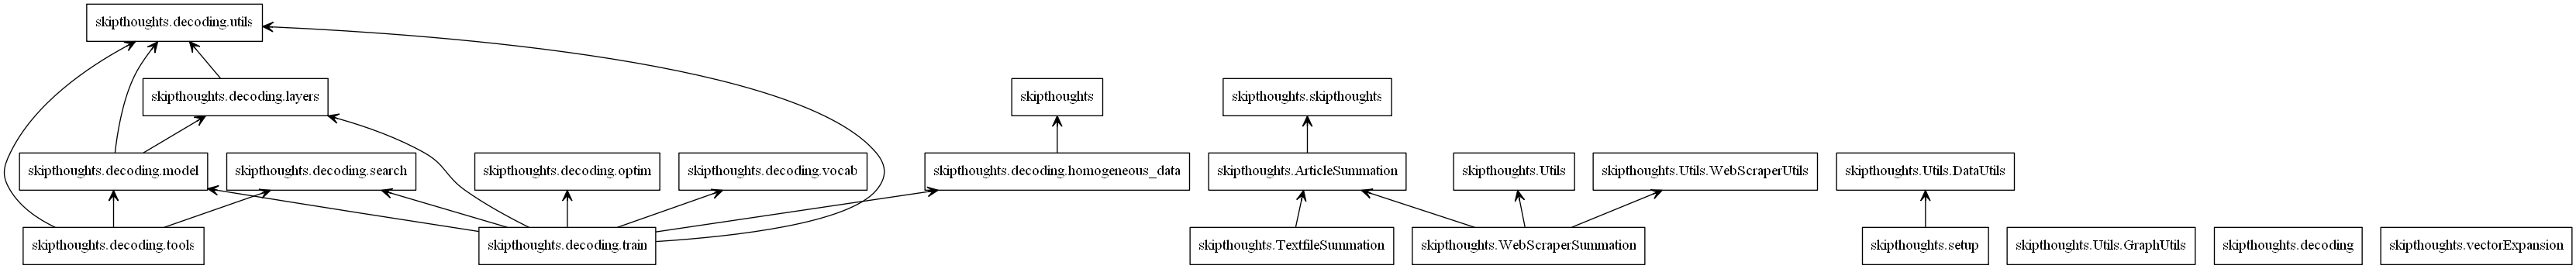 skipthoughts.decoding.utils
skipthoughts.decoding.layers
skipthoughts
skipthoughts.skipthoughts
skipthoughts.decoding.model
skipthoughts.decoding.search
skipthoughts.decoding.optim
skipthoughts.decoding.vocab
skipthoughts.decoding.homogeneous_data
skipthoughts.ArticleSummation
skipthoughts.Utils
skipthoughts.Utils.WebScraperUtils
skipthoughts.Utils.DataUtils
skipthoughts.decoding.tools
skipthoughts.decoding.train
skipthoughts.TextfileSummation
skipthoughts.WebScraperSummation
skipthoughts.setup
skipthoughts.Utils.GraphUtils
skipthoughts.decoding
skipthoughts.vectorExpansion